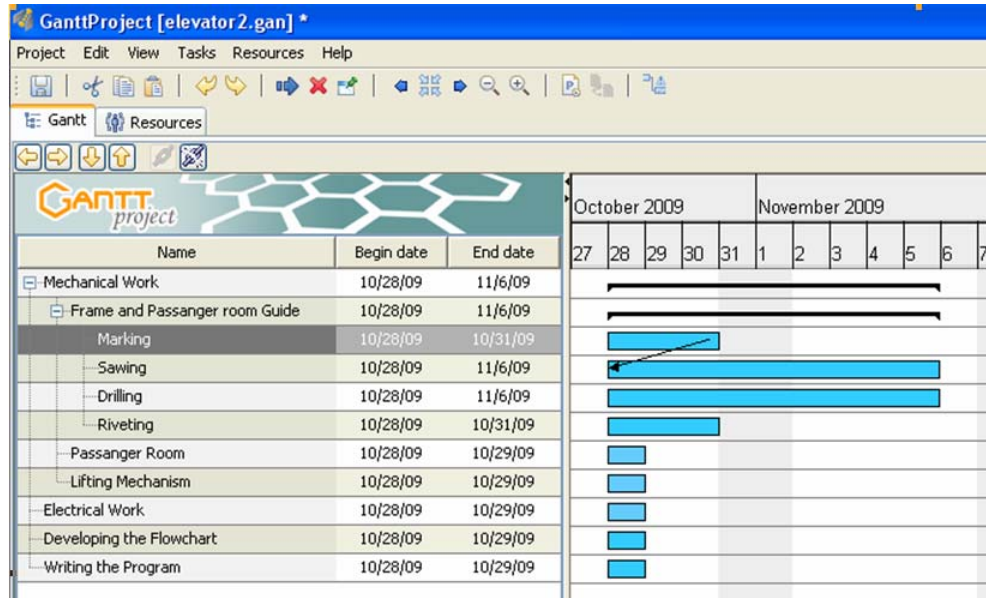 GanttProject [elevator2.gan] *
Project Edit View Tasks Resources Help
Gantt Resources
GANTT project
October 2009 November 2009
Name Begin date End date 27 28 29 30 31 1 2 3 4 5 6 7
Mechanical Work 10/28/09 11/6/09
Frame and Passanger room Guide 10/28/09 11/6/09
Marking 10/28/09 10/31/09
Sawing 10/28/09 11/6/09
Drilling 10/28/09 11/6/09
Riveting 10/28/09 10/31/09
Passanger Room 10/28/09 10/29/09
Lifting Mechanism 10/28/09 10/29/09
Electrical Work 10/28/09 10/29/09
Developing the Flowchart 10/28/09 10/29/09
Writing the Program 10/28/09 10/29/09